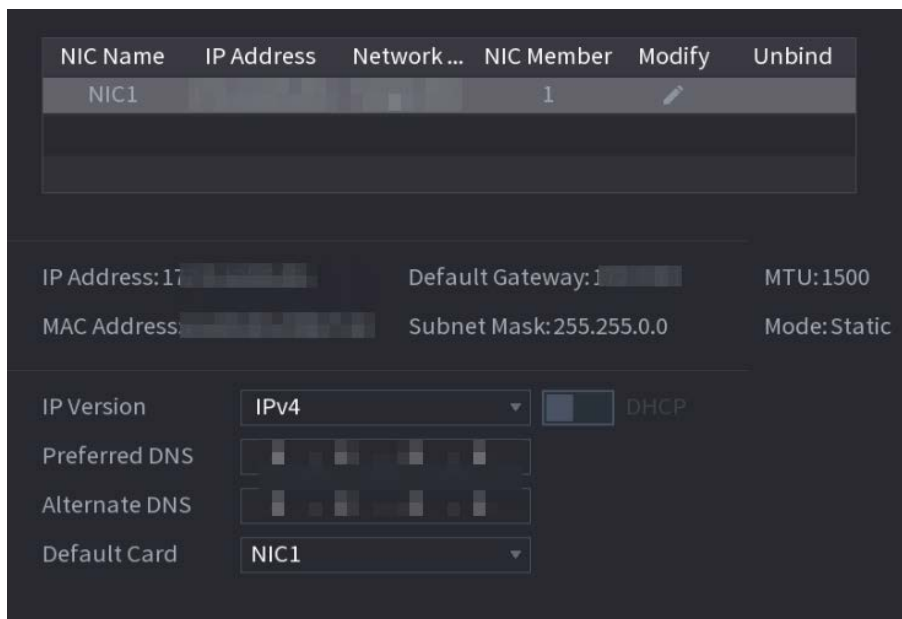 NIC Name IP Address Network ... NIC Member Modify Unbind
NIC1 1
IP Address: Default Gateway: MTU:1500
MAC Address: Subnet Mask:255.255.0.0 Mode:Static
IP Version IPv4 DHCP
Preferred DNS
Alternate DNS
Default Card NIC1